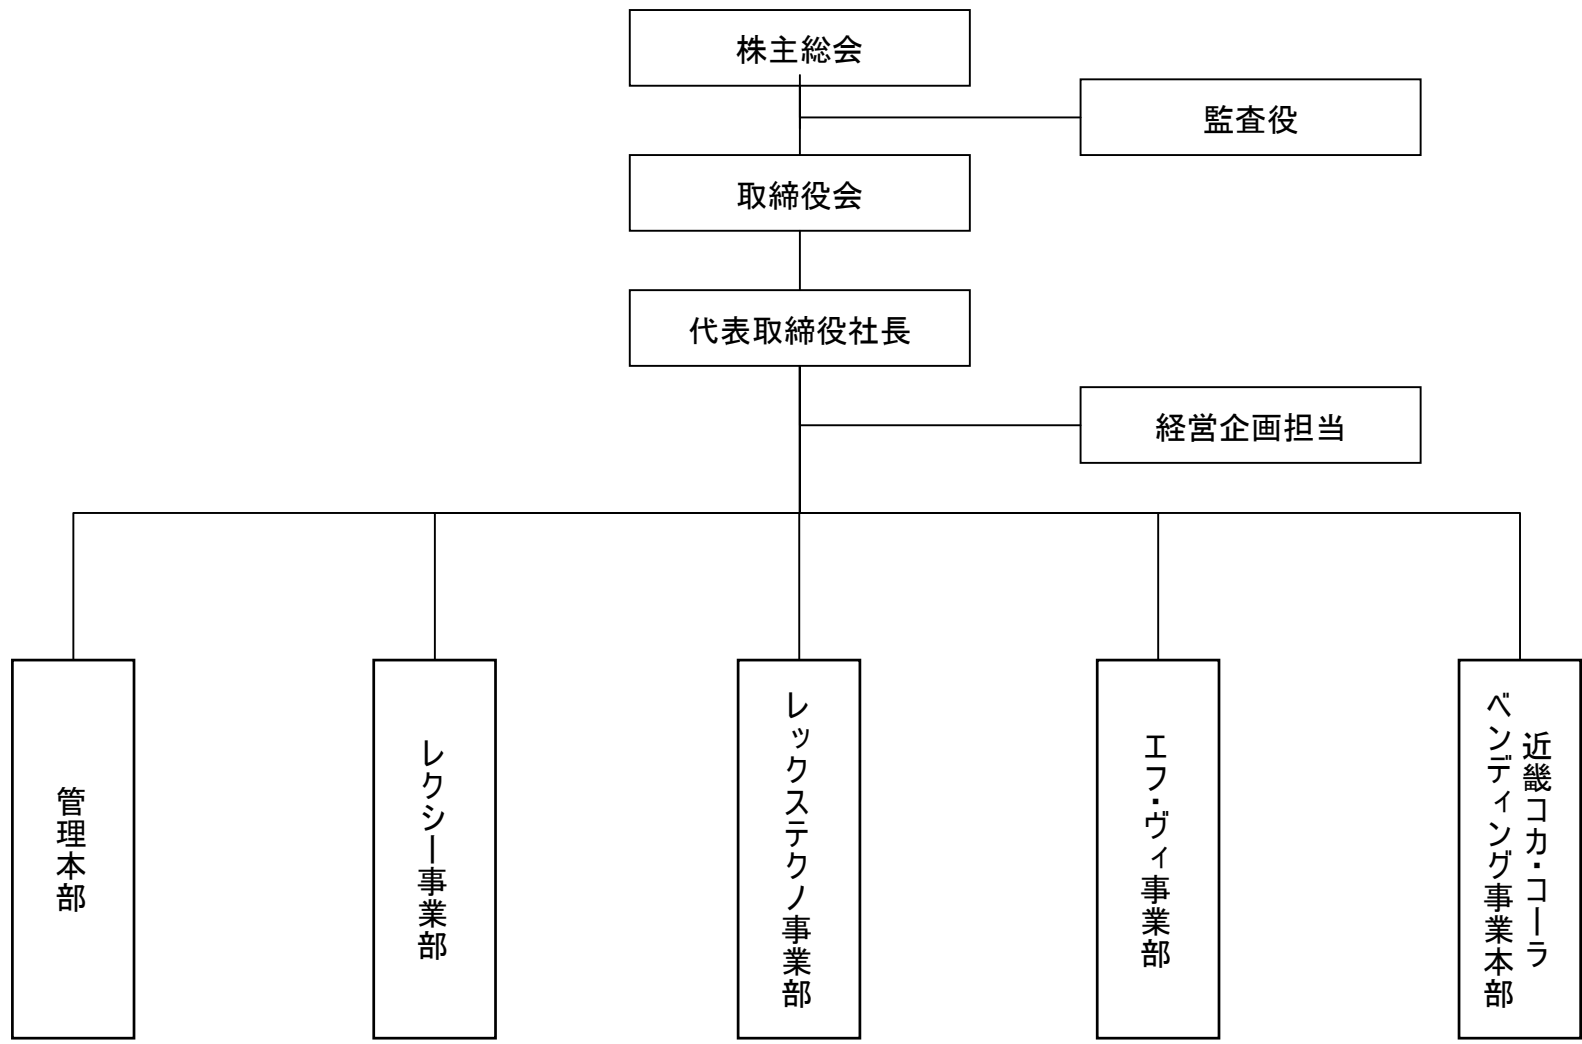 株主総会
監査役
取締役会
代表取締役社長
経営企画担当
管理本部
レクシー事業部
レックステクノ事業部
エフ・ヴィ事業部
近畿コカ・コーラ
ベンディング事業本部